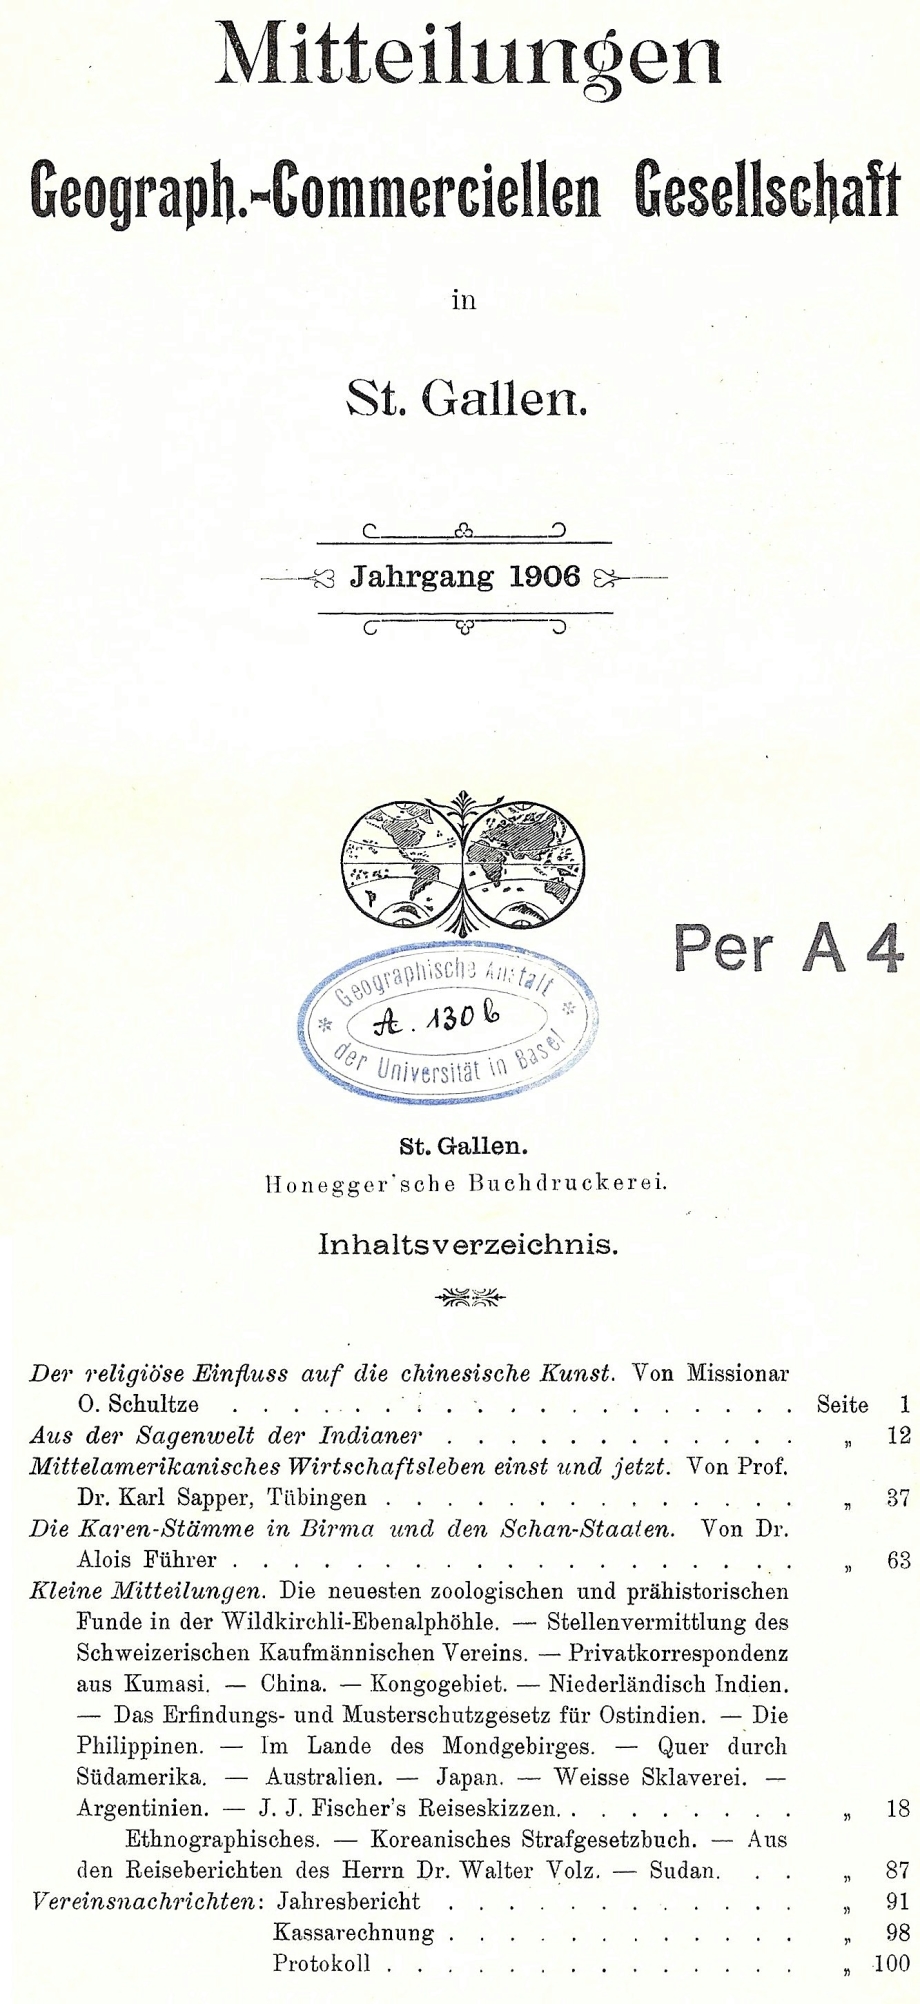 Mitteilungen
Geograph.-Commerciellen Gesellschaft
in
St. Gallen.
Jahrgang 1906
Per A 4
Geographische Anstalt
A. 130 b
der Universität in Basel
St. Gallen.
Honegger'sche Buchdruckerei.
Inhaltsverzeichnis.
Der religiöse Einfluss auf die chinesische Kunst. Von Missionar
O. Schultze . . . . . . . . . . . . . . . . . . Seite 1
Aus der Sagenwelt der Indianer . . . . . . . . . . . „ 12
Mittelamerikanisches Wirtschaftsleben einst und jetzt. Von Prof.
Dr. Karl Sapper, Tübingen . . . . . . . . . . . . . „ 37
Die Karen-Stämme in Birma und den Schan-Staaten. Von Dr.
Alois Führer . . . . . . . . . . . . . . . . . . „ 63
Kleine Mitteilungen. Die neuesten zoologischen und prähistorischen
Funde in der Wildkirchli-Ebenalphöhle. — Stellenvermittlung des
Schweizerischen Kaufmännischen Vereins. — Privatkorrespondenz
aus Kumasi. — China. — Kongogebiet. — Niederländisch Indien.
— Das Erfindungs- und Musterschutzgesetz für Ostindien. — Die
Philippinen. — Im Lande des Mondgebirges. — Quer durch
Südamerika. — Australien. — Japan. — Weisse Sklaverei. —
Argentinien. — J. J. Fischer's Reiseskizzen. . . . . . . . . „ 18
Ethnographisches. — Koreanisches Strafgesetzbuch. — Aus
den Reiseberichten des Herrn Dr. Walter Volz. — Sudan. . . „ 87
Vereinsnachrichten: Jahresbericht . . . . . . . . . . . „ 91
Kassarechnung . . . . . . . . . . . „ 98
Protokoll . . . . . . . . . . . . . „ 100